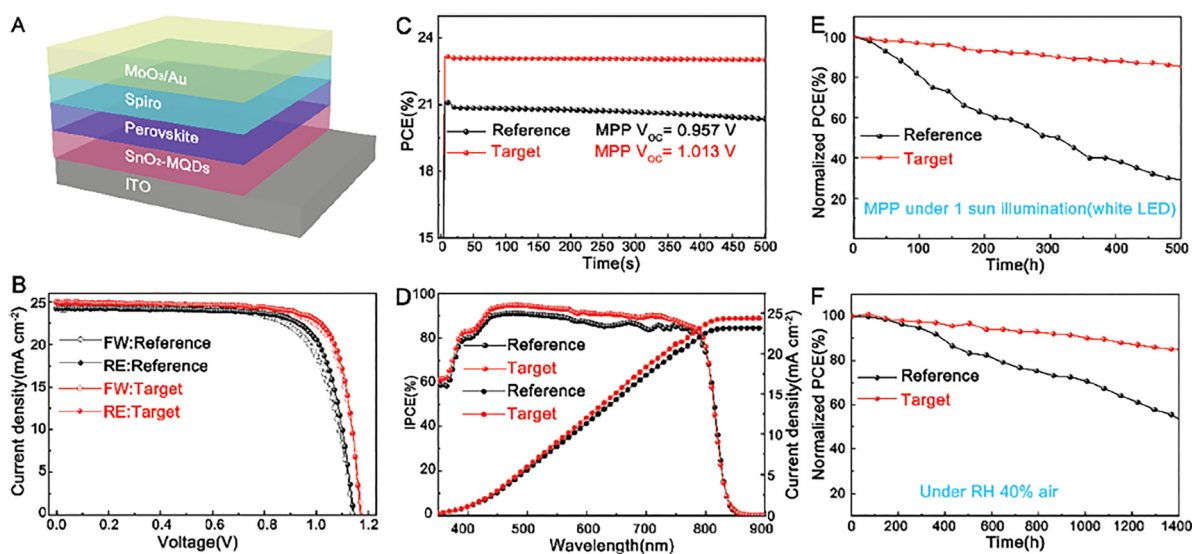 A
MoO₃/Au
Spiro
Perovskite
SnO₂-MQDs
ITO
B
Current density(mA cm⁻²)
25
20
15
10
5
0
FW:Reference
RE:Reference
FW:Target
RE:Target
0.0 0.2 0.4 0.6 0.8 1.0 1.2
Voltage(V)
C
PCE(%)
24
21
18
15
Reference MPP Voc= 0.957 V
Target MPP Voc= 1.013 V
0 50 100 150 200 250 300 350 400 450 500
Time(s)
D
IPCE(%)
100
80
60
40
20
0
Reference
Target
Reference
Target
25
20
15
10
5
0
Current density(mA cm⁻²)
400 500 600 700 800 900
Wavelength(nm)
E
Normalized PCE(%)
100
80
60
40
20
Reference
Target
MPP under 1 sun illumination(white LED)
0 100 200 300 400 500
Time(h)
F
Normalized PCE(%)
100
80
60
40
20
Reference
Target
Under RH 40% air
0 200 400 600 800 1000 1200 1400
Time(h)